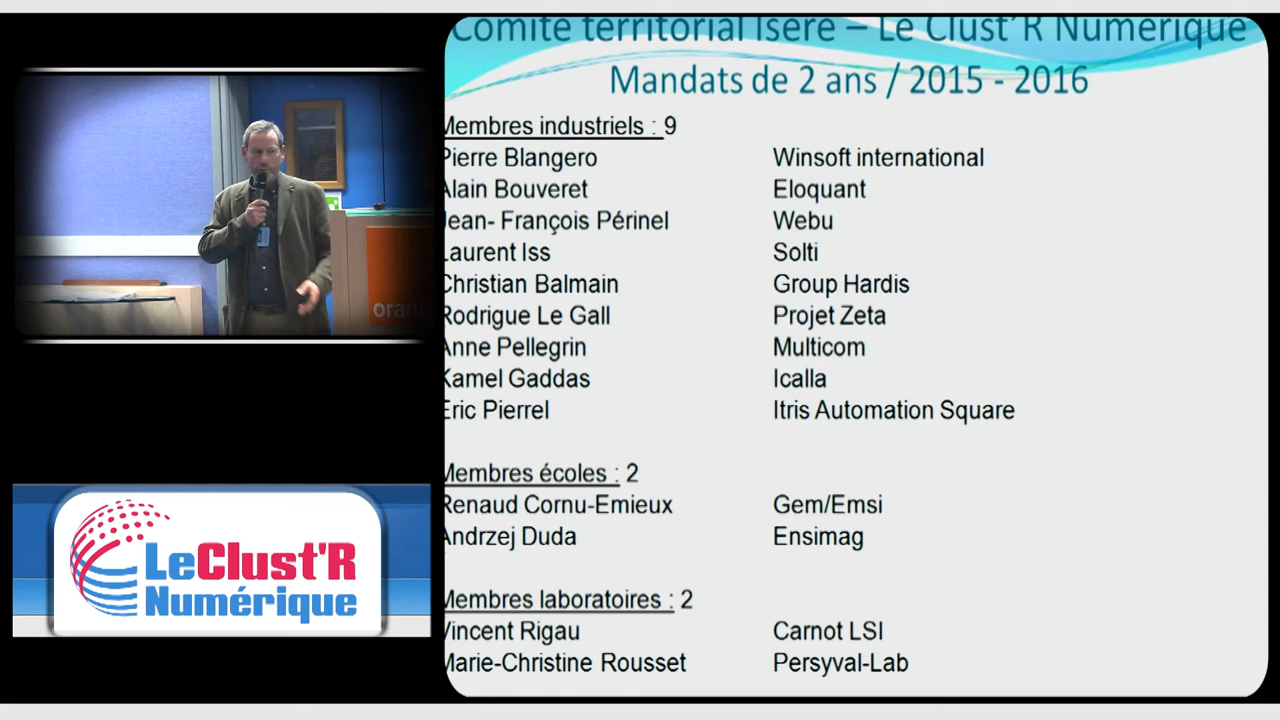 Comité territorial Isère – Le Clust'R Numérique
Mandats de 2 ans / 2015 - 2016
Membres industriels : 9
Pierre Blangero Winsoft international
Alain Bouveret Eloquant
Jean- François Périnel Webu
Laurent Iss Solti
Christian Balmain Group Hardis
Rodrigue Le Gall Projet Zeta
Anne Pellegrin Multicom
Kamel Gaddas Icalla
Eric Pierrel Itris Automation Square
Membres écoles : 2
Renaud Cornu-Emieux Gem/Emsi
Andrzej Duda Ensimag
Membres laboratoires : 2
Vincent Rigau Carnot LSI
Marie-Christine Rousset Persyval-Lab
LeClust'R
Numérique